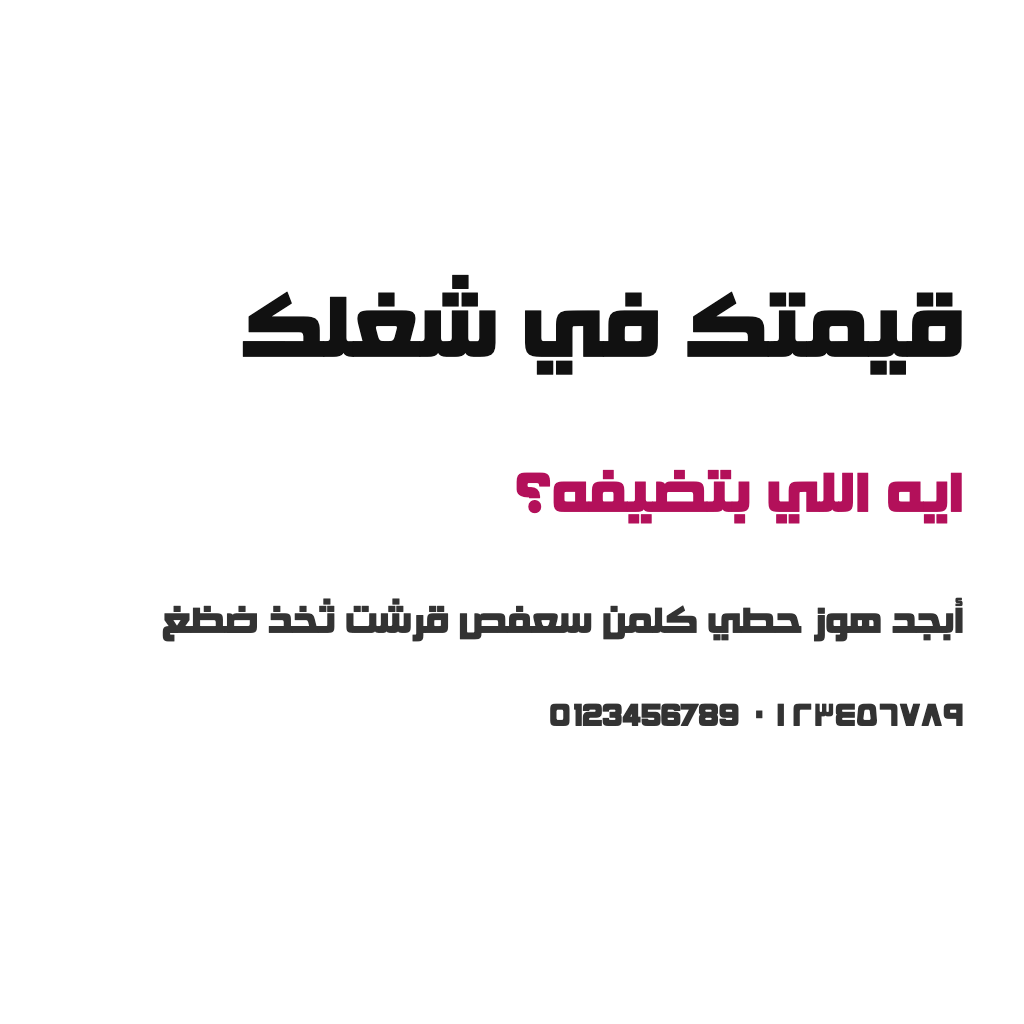 قيمتك في شغلك
ايه اللي بتضيفه؟
أبجد هوز حطي كلمن سعفص قرشت ثخذ ضظغ
0123456789 ٠١٢٣٤٥٦٧٨٩